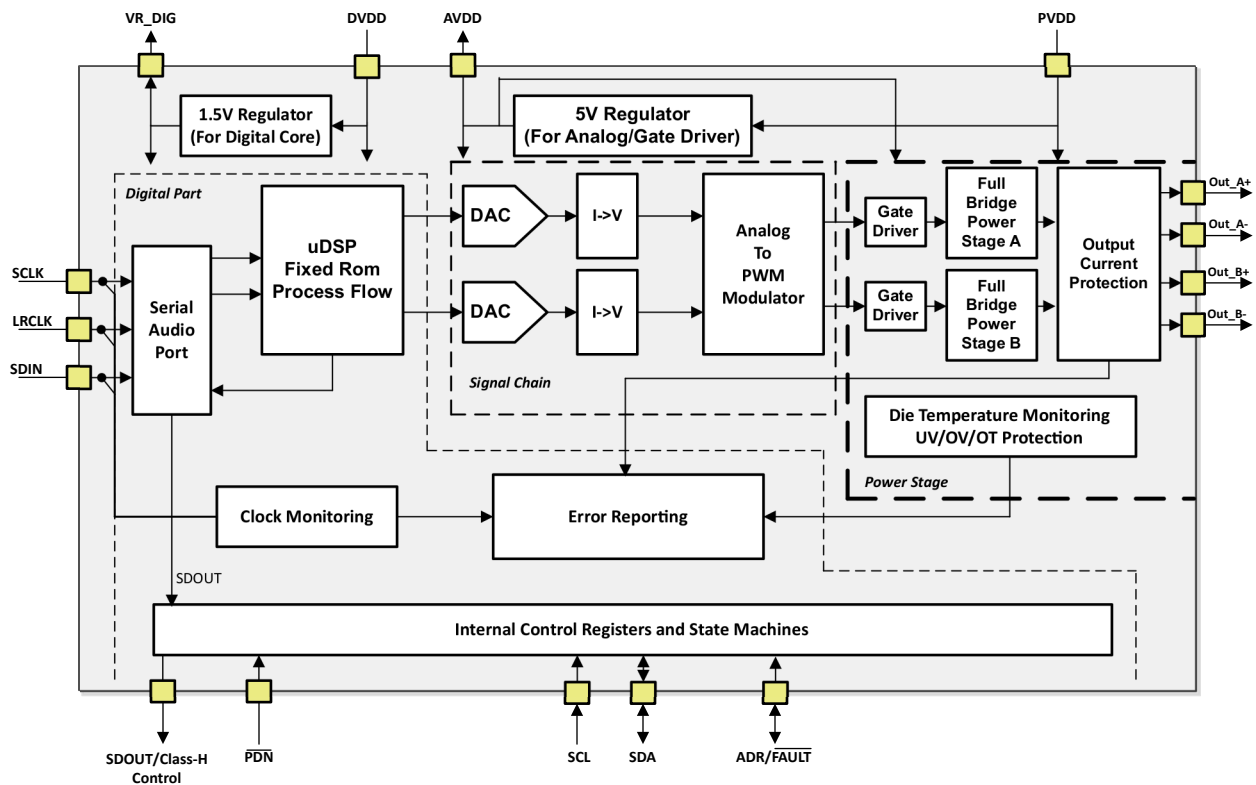 VR_DIG
DVDD
AVDD
PVDD
1.5V Regulator
(For Digital Core)
5V Regulator
(For Analog/Gate Driver)
Digital Part
uDSP
Fixed Rom
Process Flow
DAC
I->V
Analog
To
PWM
Modulator
Gate
Driver
Full
Bridge
Power
Stage A
Output
Current
Protection
Out_A+
Out_A-
Out_B+
Out_B-
SCLK
LRCLK
SDIN
Serial
Audio
Port
DAC
I->V
Gate
Driver
Full
Bridge
Power
Stage B
Signal Chain
Die Temperature Monitoring
UV/OV/OT Protection
Power Stage
Clock Monitoring
Error Reporting
SDOUT
Internal Control Registers and State Machines
SDOUT/Class-H
Control
PDN
SCL
SDA
ADR/FAULT